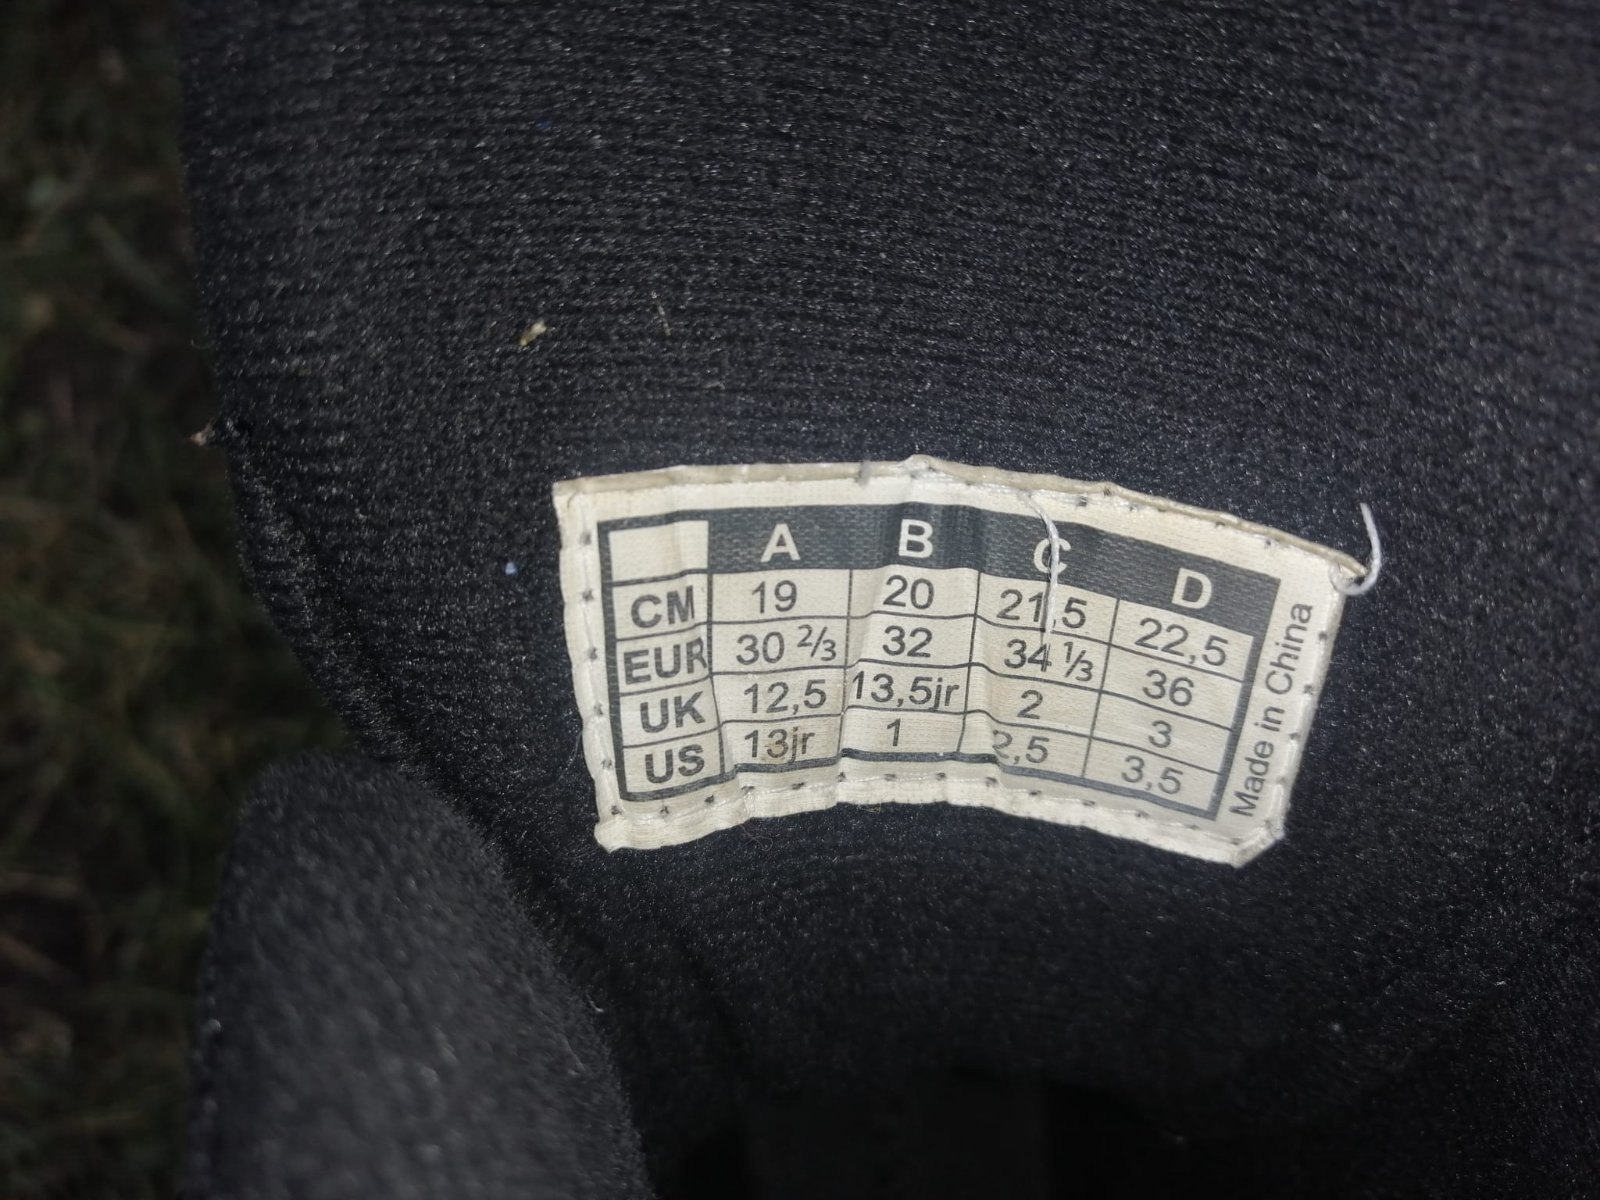 A B C D
CM 19 20 21,5 22,5
EUR 30 ⅔ 32 34 ⅓ 36
UK 12,5 13,5jr 2 3
US 13jr 1 2,5 3,5
Made in China